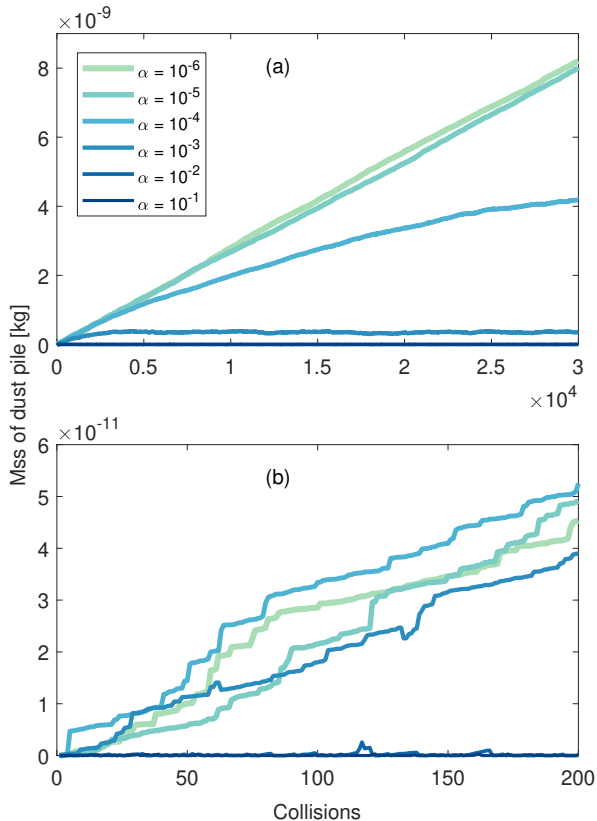 ×10⁻⁹
8
6
4
2
0
(a)
α = 10⁻⁶
α = 10⁻⁵
α = 10⁻⁴
α = 10⁻³
α = 10⁻²
α = 10⁻¹
0 0.5 1 1.5 2 2.5 3
×10⁴
Mss of dust pile [kg]
×10⁻¹¹
6
5
4
3
2
1
0
(b)
0 50 100 150 200
Collisions